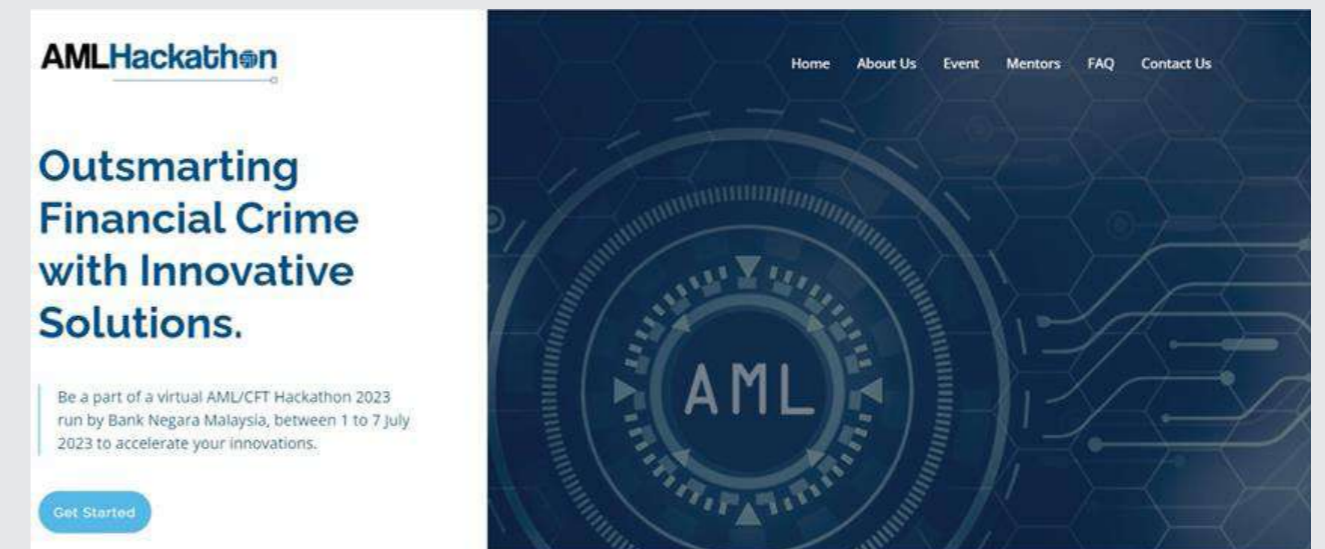 AMLHackathon
Home About Us Event Mentors FAQ Contact Us
Outsmarting
Financial Crime
with Innovative
Solutions.
Be a part of a virtual AML/CFT Hackathon 2023
run by Bank Negara Malaysia, between 1 to 7 July
2023 to accelerate your innovations.
Get Started
AML